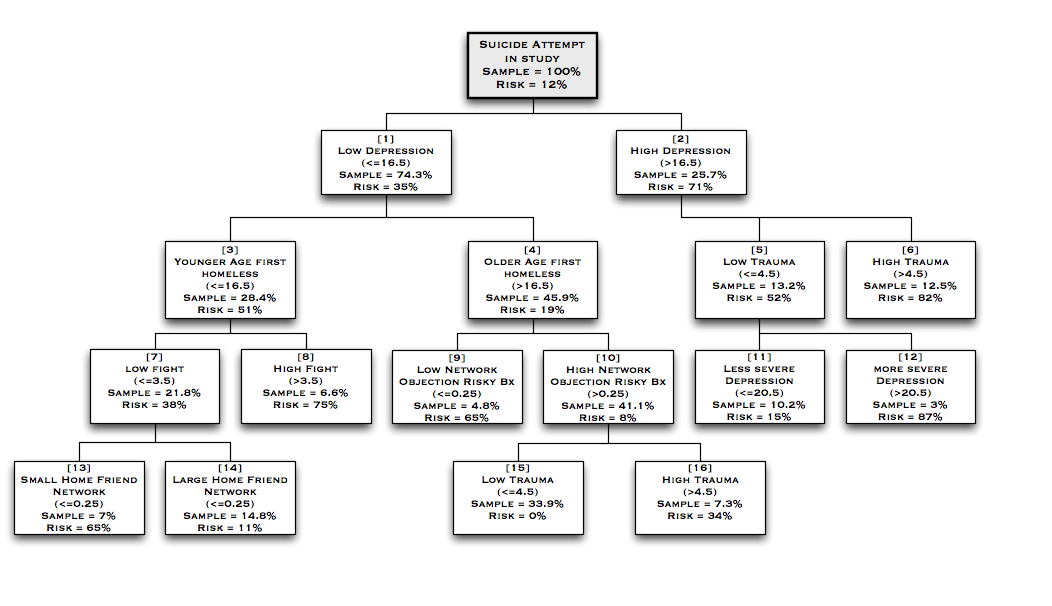 Suicide Attempt
in study
Sample = 100%
Risk = 12%
[1]
Low Depression
(<=16.5)
Sample = 74.3%
Risk = 35%
[2]
High Depression
(>16.5)
Sample = 25.7%
Risk = 71%
[3]
Younger Age first
homeless
(<=16.5)
Sample = 28.4%
Risk = 51%
[4]
Older Age first
homeless
(>16.5)
Sample = 45.9%
Risk = 19%
[5]
Low Trauma
(<=4.5)
Sample = 13.2%
Risk = 52%
[6]
High Trauma
(>4.5)
Sample = 12.5%
Risk = 82%
[7]
low fight
(<=3.5)
Sample = 21.8%
Risk = 38%
[8]
High Fight
(>3.5)
Sample = 6.6%
Risk = 75%
[9]
Low Network
Objection Risky Bx
(<=0.25)
Sample = 4.8%
Risk = 65%
[10]
High Network
Objection Risky Bx
(>0.25)
Sample = 41.1%
Risk = 8%
[11]
Less severe
Depression
(<=20.5)
Sample = 10.2%
Risk = 15%
[12]
more severe
Depression
(>20.5)
Sample = 3%
Risk = 87%
[13]
Small Home Friend
Network
(<=0.25)
Sample = 7%
Risk = 65%
[14]
Large Home Friend
Network
(<=0.25)
Sample = 14.8%
Risk = 11%
[15]
Low Trauma
(<=4.5)
Sample = 33.9%
Risk = 0%
[16]
High Trauma
(>4.5)
Sample = 7.3%
Risk = 34%